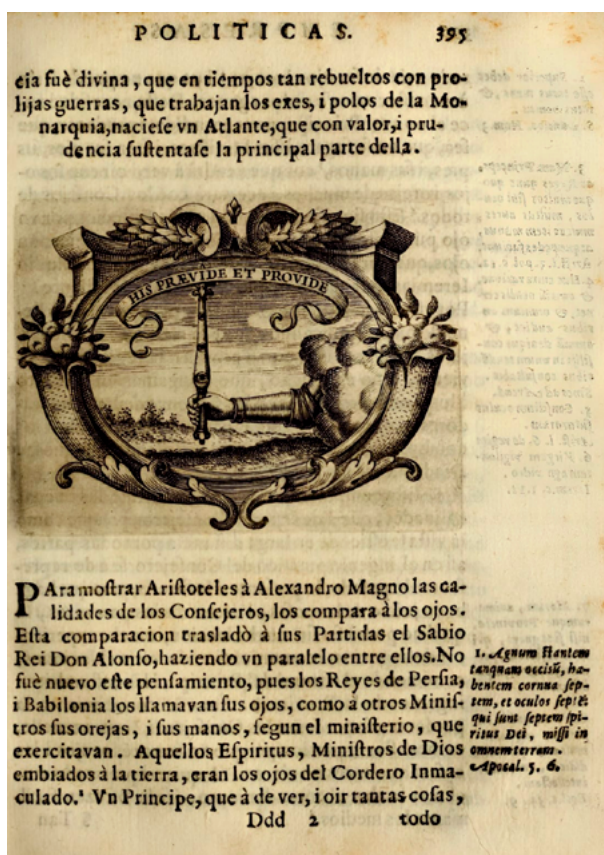 POLITICAS. 395
cia fuè divina, que en tiempos tan rebueltos con pro-
lijas guerras, que trabajan los exes, i polos de la Mo-
narquia, naciese vn Atlante, que con valor, i pru-
dencia ſuſtentaſe la principal parte della.
HIS PRÆVIDE ET PROVIDE
PAra moſtrar Ariſtoteles à Alexandro Magno las ca-
lidades de los Conſejeros, los compara à los ojos.
Eſta comparacion trasladò à ſus Partidas el Sabio
Rei Don Alonſo, haziendo vn paralelo entre ellos. No
fuè nuevo eſte penſamiento, pues los Reyes de Perſia,
i Babilonia los llamavan ſus ojos, como à otros Miniſ-
tros ſus orejas, i ſus manos, ſegun el miniſterio, que
exercitavan. Aquellos Eſpiritus, Miniſtros de Dios
embiados à la tierra, eran los ojos del Cordero Inma-
culado.¹ Vn Principe, que à de ver, i oir tantas coſas,
Ddd 2 todo
1. Agnum ſtantem
tanquam occisũ, ha-
bentem cornua ſep-
tem, et oculos ſeptẽ
qui ſunt ſeptem ſpi-
ritus Dei, miſſi in
omnem terram.
Apocal. 5. 6.